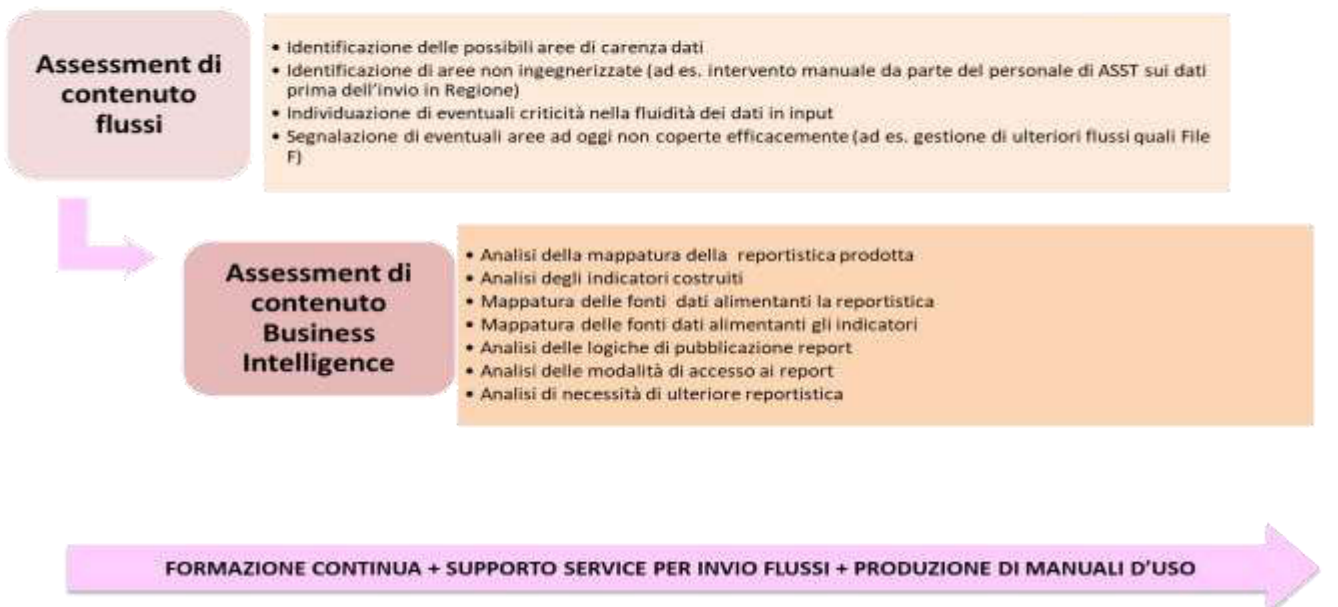 Assessment di
contenuto
flussi
• Identificazione delle possibili aree di carenza dati
• Identificazione di aree non ingegnerizzate (ad es. intervento manuale da parte del personale di ASST sui dati
prima dell'invio in Regione)
• Individuazione di eventuali criticità nella fluidità dei dati in input
• Segnalazione di eventuali aree ad oggi non coperte efficacemente (ad es. gestione di ulteriori flussi quali File
F)
Assessment di
contenuto
Business
Intelligence
• Analisi della mappatura della reportistica prodotta
• Analisi degli indicatori costruiti
• Mappatura delle fonti dati alimentanti la reportistica
• Mappatura delle fonti dati alimentanti gli indicatori
• Analisi delle logiche di pubblicazione report
• Analisi delle modalità di accesso ai report
• Analisi di necessità di ulteriore reportistica
FORMAZIONE CONTINUA + SUPPORTO SERVICE PER INVIO FLUSSI + PRODUZIONE DI MANUALI D'USO